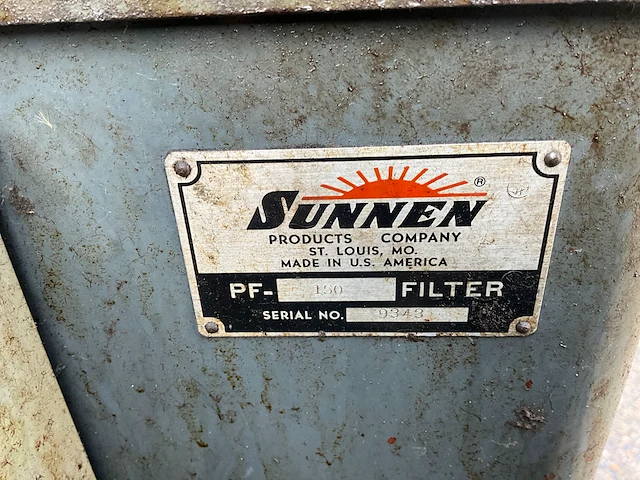 SUNNEN ®
PRODUCTS COMPANY
ST. LOUIS, MO.
MADE IN U.S. AMERICA
PF- 150 FILTER
SERIAL NO. 9343